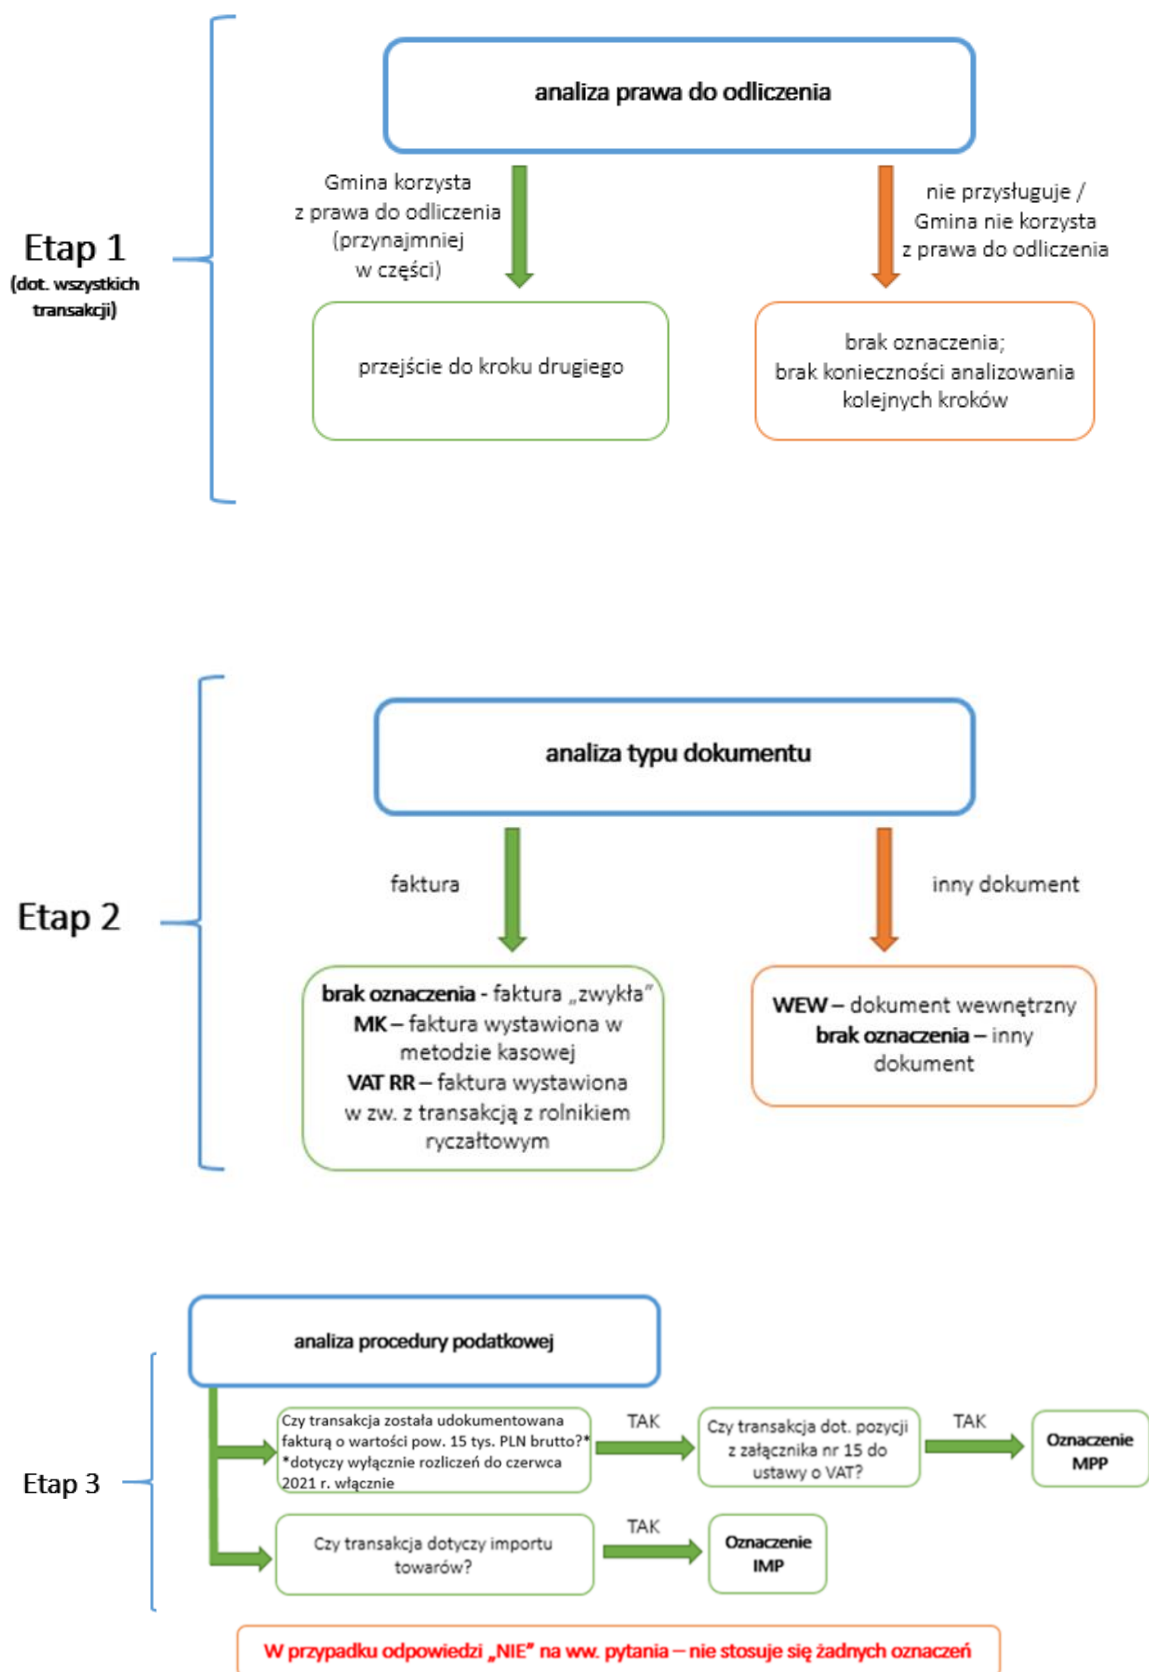 analiza prawa do odliczenia
Gmina korzysta
z prawa do odliczenia
(przynajmniej
w części)
nie przysługuje /
Gmina nie korzysta
z prawa do odliczenia
Etap 1
(dot. wszystkich
transakcji)
przejście do kroku drugiego
brak oznaczenia;
brak konieczności analizowania
kolejnych kroków
analiza typu dokumentu
faktura
inny dokument
Etap 2
brak oznaczenia - faktura „zwykła”
MK – faktura wystawiona w
metodzie kasowej
VAT RR – faktura wystawiona
w zw. z transakcją z rolnikiem
ryczałtowym
WEW – dokument wewnętrzny
brak oznaczenia – inny
dokument
analiza procedury podatkowej
Etap 3
Czy transakcja została udokumentowana
fakturą o wartości pow. 15 tys. PLN brutto?*
*dotyczy wyłącznie rozliczeń do czerwca
2021 r. włącznie
TAK
Czy transakcja dot. pozycji
z załącznika nr 15 do
ustawy o VAT?
TAK
Oznaczenie
MPP
Czy transakcja dotyczy importu
towarów?
TAK
Oznaczenie
IMP
W przypadku odpowiedzi „NIE” na ww. pytania – nie stosuje się żadnych oznaczeń